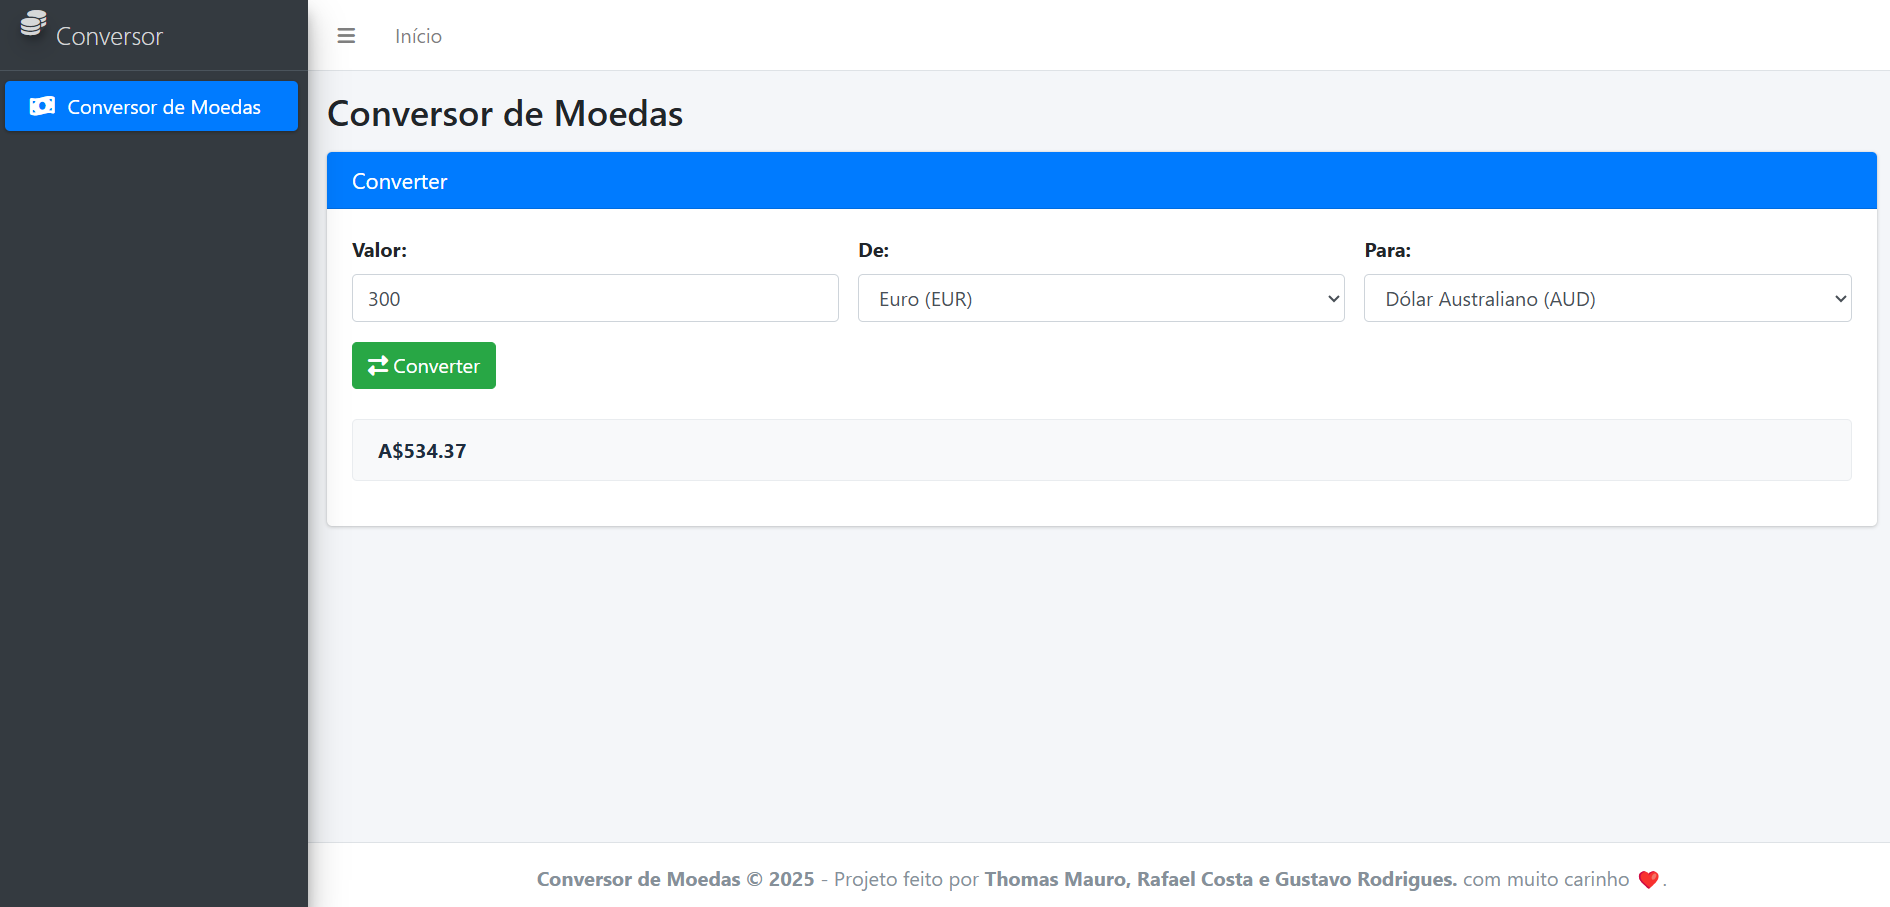 Conversor
Início
Conversor de Moedas
Conversor de Moedas
Converter
Valor:
De:
Para:
300
Euro (EUR)
Dólar Australiano (AUD)
Converter
A$534.37
Conversor de Moedas © 2025 - Projeto feito por Thomas Mauro, Rafael Costa e Gustavo Rodrigues. com muito carinho ❤️.